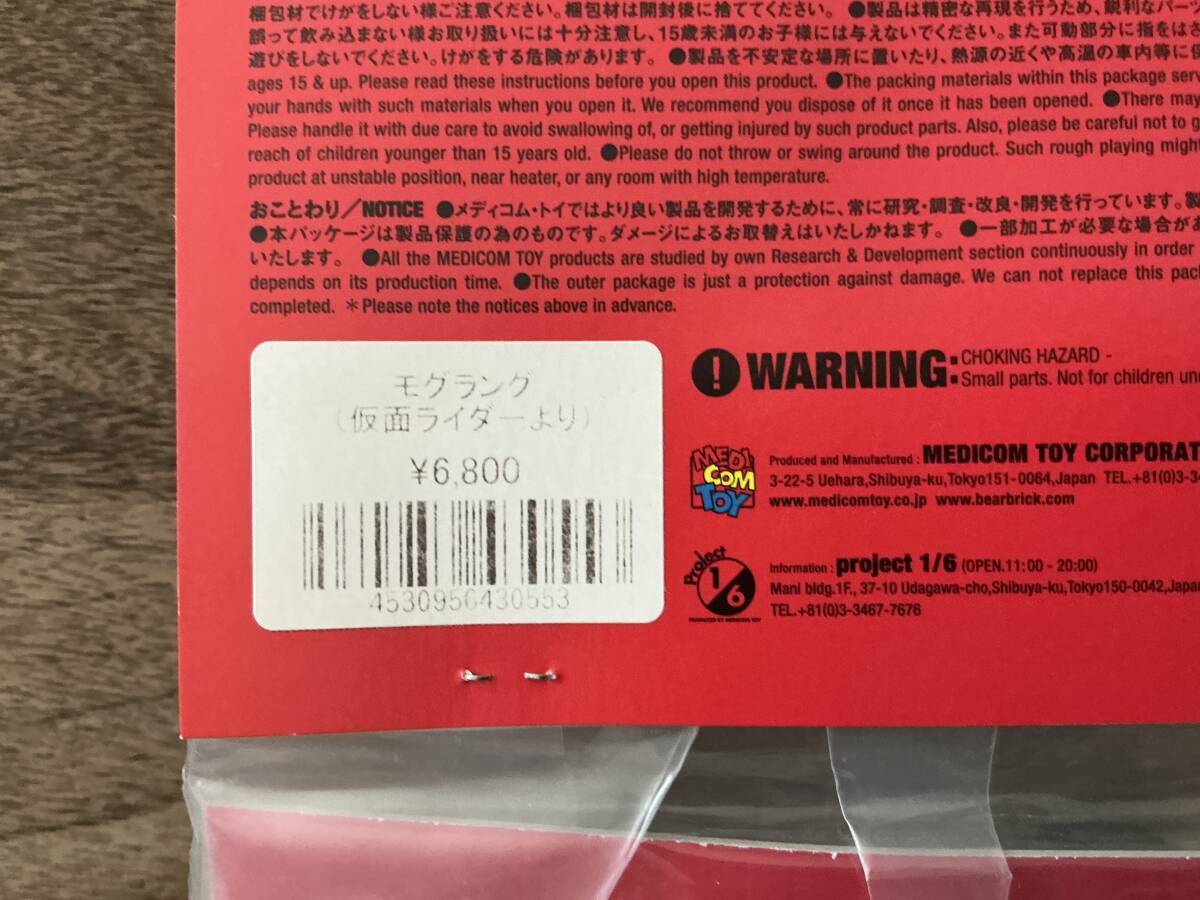 梱包材でけがをしない様ご注意ください。梱包材は開封後に捨ててください。 ●製品は精密な再現を行うため、鋭利なパーツ
誤って飲み込まない様お取り扱いには十分注意し、15歳未満のお子様には与えないでください。また可動部分に指をはさ
遊びをしないでください。けがをする危険があります。 ●製品を不安定な場所に置いたり、熱源の近くや高温の車内等に
ages 15 & up. Please read these instructions before you open this product. ●The packing materials within this package serv
your hands with such materials when you open it. We recommend you dispose of it once it has been opened. ●There may
Please handle it with due care to avoid swallowing of, or getting injured by such product parts. Also, please be careful not to g
reach of children younger than 15 years old. ●Please do not throw or swing around the product. Such rough playing might
product at unstable position, near heater, or any room with high temperature.
おことわり／NOTICE ●メディコム・トイではより良い製品を開発するために、常に研究・調査・改良・開発を行っています。製
●本パッケージは製品保護の為のものです。ダメージによるお取替えはいたしかねます。 ●一部加工が必要な場合があ
いたします。 ●All the MEDICOM TOY products are studied by own Research & Development section continuously in order
depends on its production time. ●The outer package is just a protection against damage. We can not replace this pack
completed. ＊Please note the notices above in advance.
モグラング
(仮面ライダーより)
¥6,800
4530956430553
! WARNING: CHOKING HAZARD -
Small parts. Not for children und
MEDI COM TOY
Produced and Manufactured : MEDICOM TOY CORPORAT
3-22-5 Uehara,Shibuya-ku,Tokyo151-0064,Japan TEL.+81(0)3-34
www.medicomtoy.co.jp www.bearbrick.com
Project 1/6
PRODUCED BY MEDICOM TOY
Information : project 1/6 (OPEN.11:00 - 20:00)
Mani bldg.1F., 37-10 Udagawa-cho,Shibuya-ku,Tokyo150-0042,Japan
TEL.+81(0)3-3467-7676